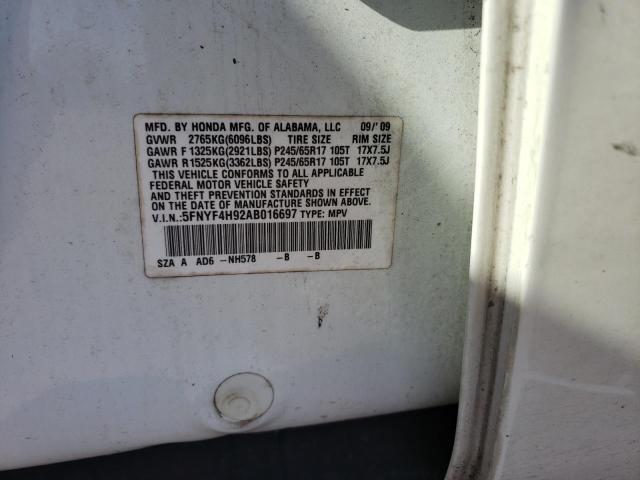 MFD. BY HONDA MFG. OF ALABAMA, LLC 09/'09
GVWR 2765KG(6096LBS) TIRE SIZE RIM SIZE
GAWR F 1325KG(2921LBS) P245/65R17 105T 17X7.5J
GAWR R 1525KG(3362LBS) P245/65R17 105T 17X7.5J
THIS VEHICLE CONFORMS TO ALL APPLICABLE
FEDERAL MOTOR VEHICLE SAFETY
AND THEFT PREVENTION STANDARDS IN EFFECT
ON THE DATE OF MANUFACTURE SHOWN ABOVE.
V.I.N.:5FNYF4H92AB016697 TYPE: MPV
SZA A AD6 -NH578 -B -B